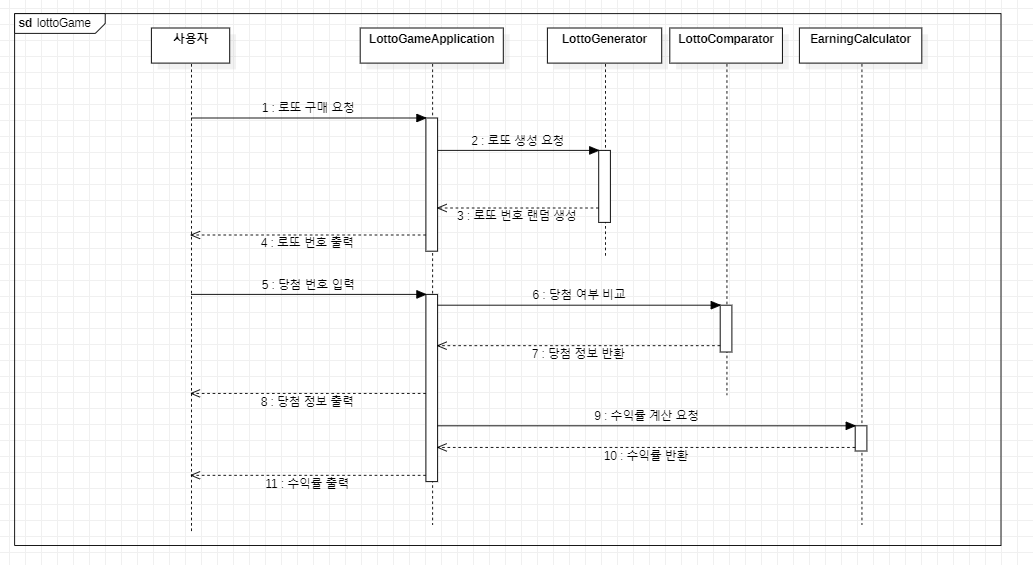 sd lottoGame
사용자
LottoGameApplication
LottoGenerator
LottoComparator
EarningCalculator
1 : 로또 구매 요청
2 : 로또 생성 요청
3 : 로또 번호 랜덤 생성
4 : 로또 번호 출력
5 : 당첨 번호 입력
6 : 당첨 여부 비교
7 : 당첨 정보 반환
8 : 당첨 정보 출력
9 : 수익률 계산 요청
10 : 수익률 반환
11 : 수익률 출력